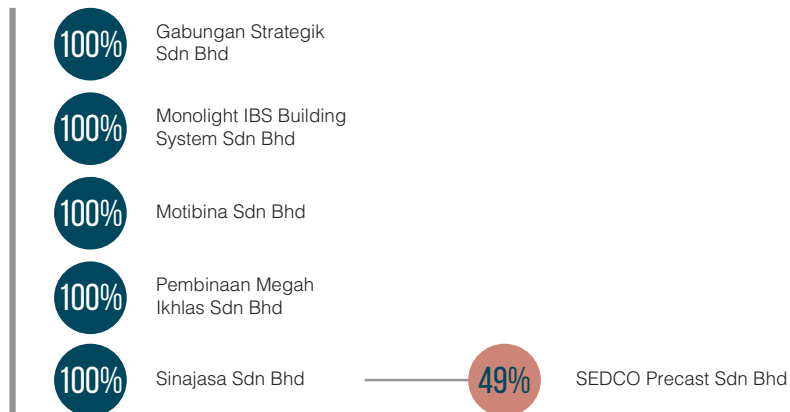 100%
Gabungan Strategik
Sdn Bhd
100%
Monolight IBS Building
System Sdn Bhd
100%
Motibina Sdn Bhd
100%
Pembinaan Megah
Ikhlas Sdn Bhd
100%
Sinajasa Sdn Bhd
49%
SEDCO Precast Sdn Bhd